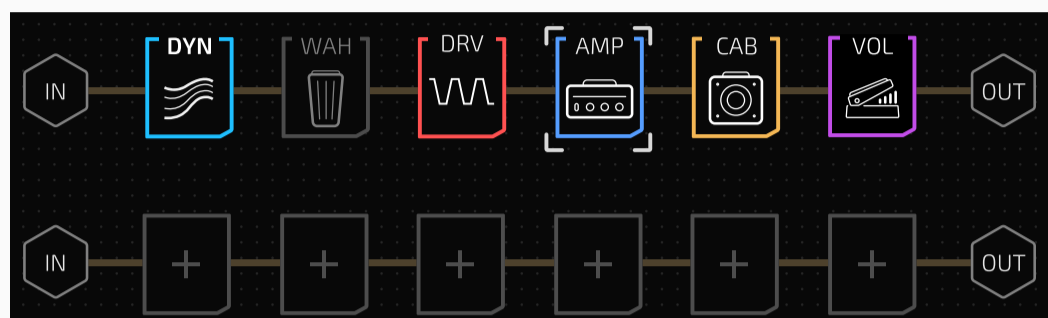 IN DYN WAH DRV AMP CAB VOL OUT
IN + + + + + + OUT